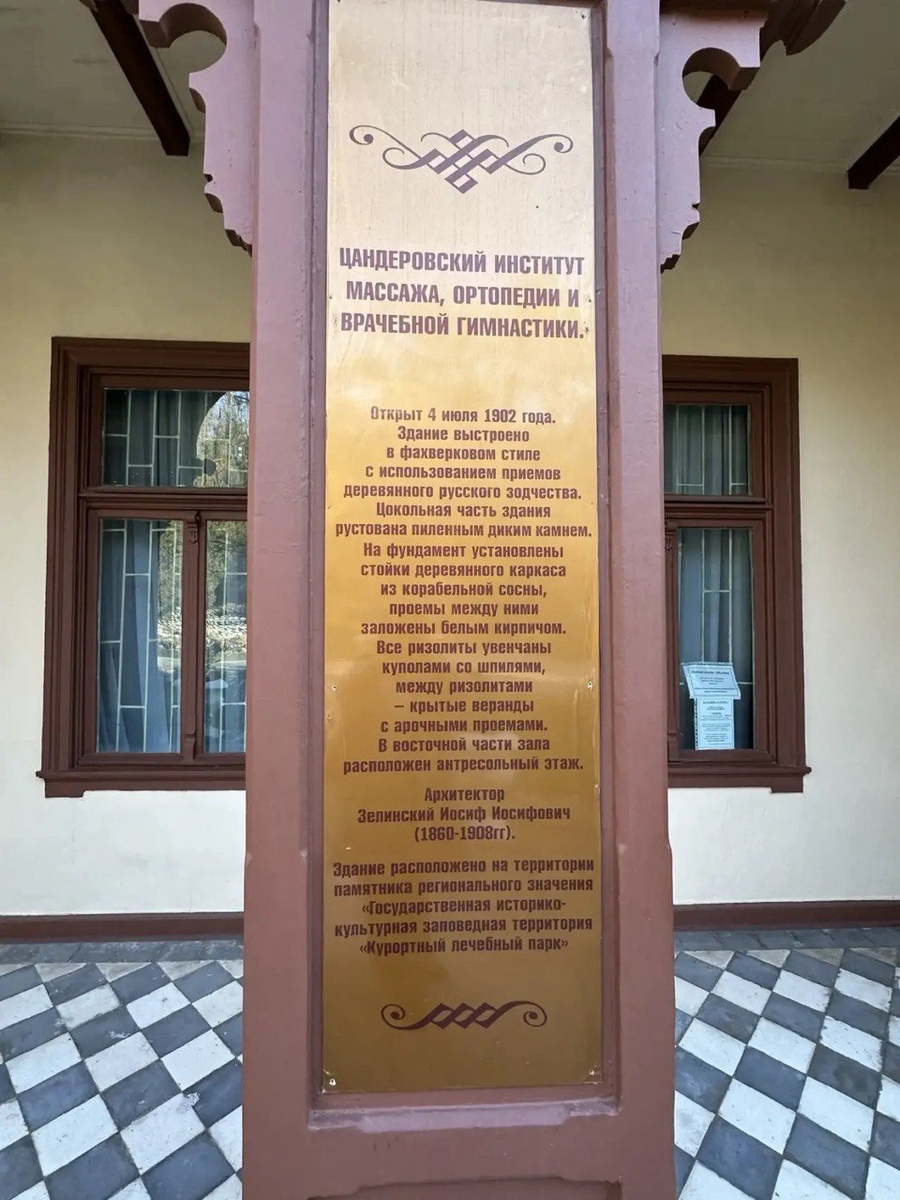 ЦАНДЕРОВСКИЙ ИНСТИТУТ
МАССАЖА, ОРТОПЕДИИ И
ВРАЧЕБНОЙ ГИМНАСТИКИ.
Открыт 4 июля 1902 года.
Здание выстроено
в фахверковом стиле
с использованием приемов
деревянного русского зодчества.
Цокольная часть здания
рустована пиленным диким камнем.
На фундамент установлены
стойки деревянного каркаса
из корабельной сосны,
проемы между ними
заложены белым кирпичом.
Все ризолиты увенчаны
куполами со шпилями,
между ризолитами
– крытые веранды
с арочными проемами.
В восточной части зала
расположен антресольный этаж.
Архитектор
Зелинский Иосиф Иосифович
(1860-1908гг).
Здание расположено на территории
памятника регионального значения
«Государственная историко-
культурная заповедная территория
«Курортный лечебный парк»